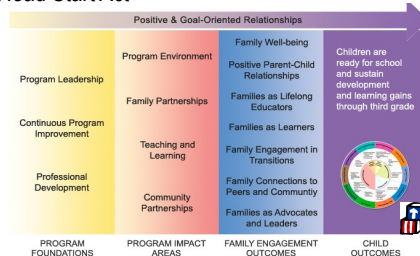 Head Start Act
Positive & Goal-Oriented Relationships
Program Leadership
Continuous Program
Improvement
Professional
Development
Program Environment
Family Partnerships
Teaching and
Learning
Community
Partnerships
Family Well-being
Positive Parent-Child
Relationships
Families as Lifelong
Educators
Families as Learners
Family Engagement in
Transitions
Family Connections to
Peers and Communtiy
Families as Advocates
and Leaders
Children are
ready for school
and sustain
development
and learning gains
through third grade
PROGRAM
FOUNDATIONS
PROGRAM IMPACT
AREAS
FAMILY ENGAGEMENT
OUTCOMES
CHILD
OUTCOMES